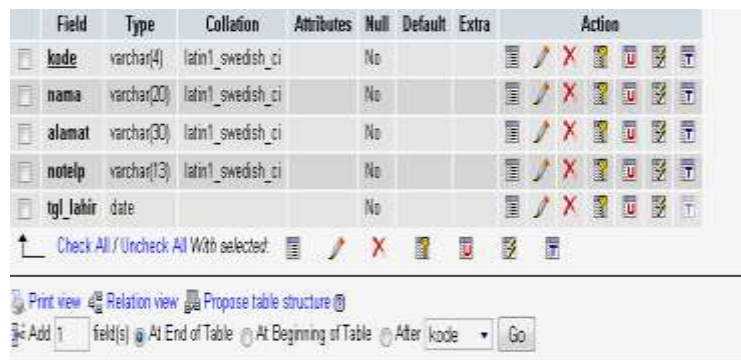 Field Type Collation Attributes Null Default Extra Action
kode varchar(4) latin1_swedish_ci No
nama varchar(20) latin1_swedish_ci No
alamat varchar(30) latin1_swedish_ci No
notelp varchar(13) latin1_swedish_ci No
tgl_lahir date No
Check All / Uncheck All With selected:
Print view Relation view Propose table structure
Add 1 field(s) At End of Table At Beginning of Table After kode Go